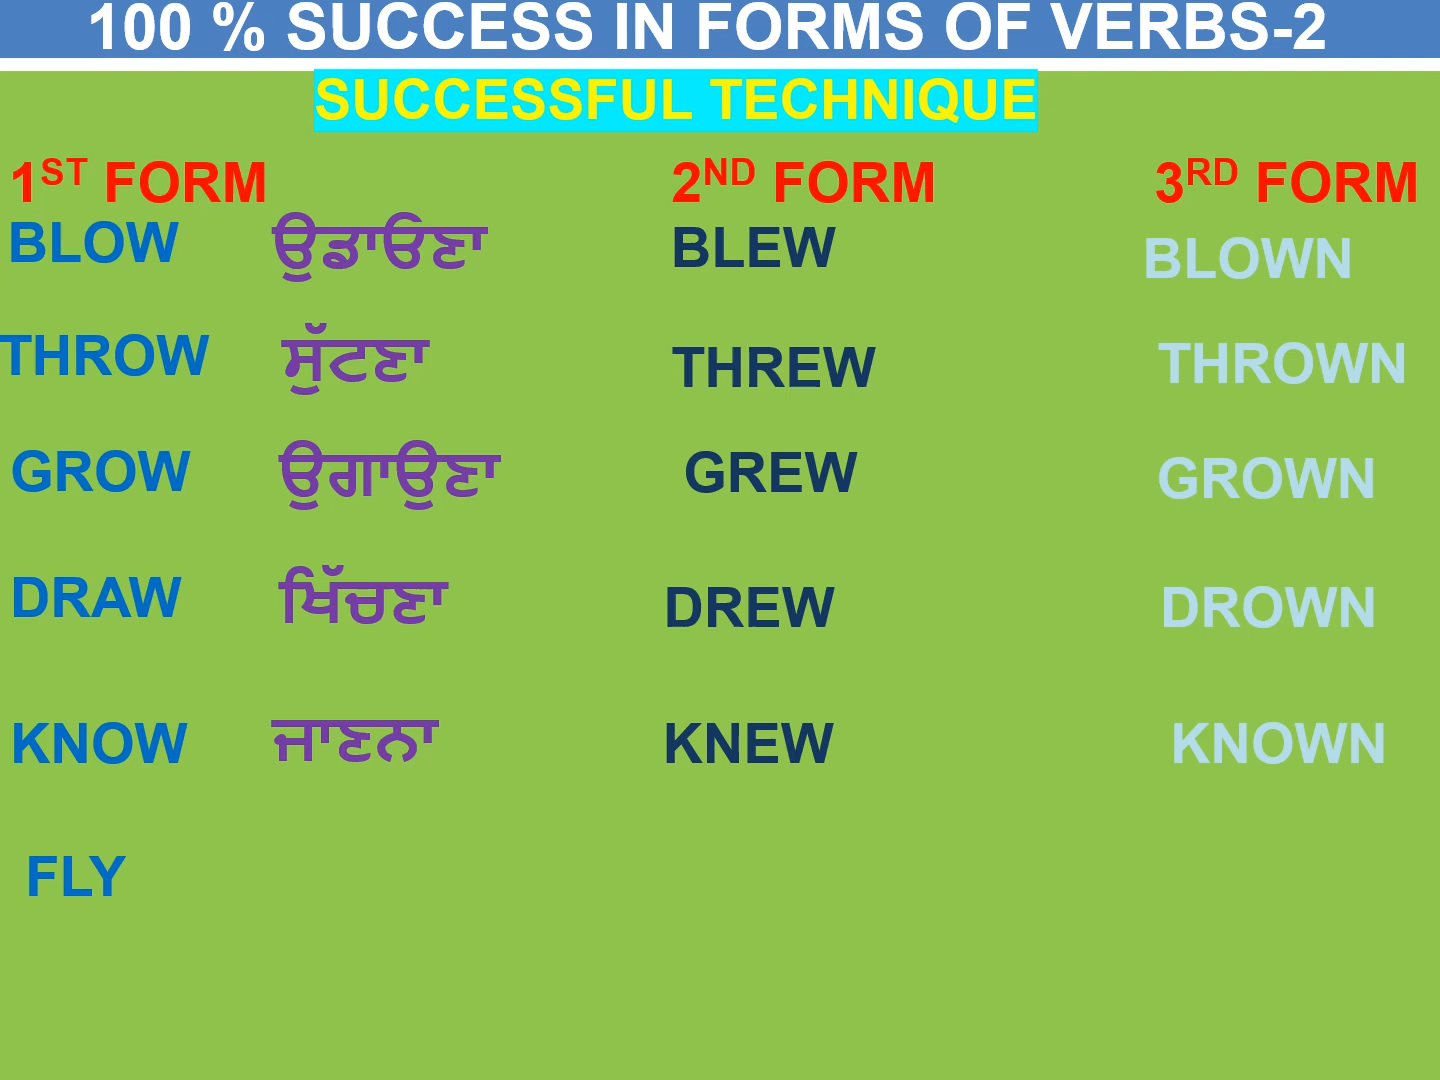 100 % SUCCESS IN FORMS OF VERBS-2
SUCCESSFUL TECHNIQUE
1ST FORM 2ND FORM 3RD FORM
BLOW ਉਡਾਓਣਾ BLEW BLOWN
THROW ਸੁੱਟਣਾ THREW THROWN
GROW ਉਗਾਉਣਾ GREW GROWN
DRAW ਖਿੱਚਣਾ DREW DROWN
KNOW ਜਾਣਨਾ KNEW KNOWN
FLY